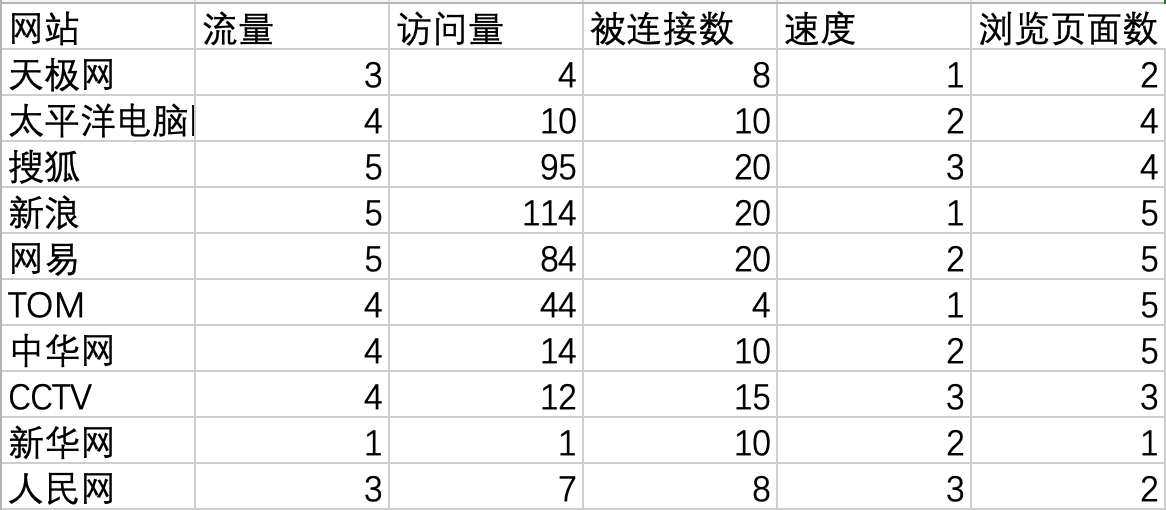 网站 流量 访问量 被连接数 速度 浏览页面数
天极网 3 4 8 1 2
太平洋电脑 4 10 10 2 4
搜狐 5 95 20 3 4
新浪 5 114 20 1 5
网易 5 84 20 2 5
TOM 4 44 4 1 5
中华网 4 14 10 2 5
CCTV 4 12 15 3 3
新华网 1 1 10 2 1
人民网 3 7 8 3 2